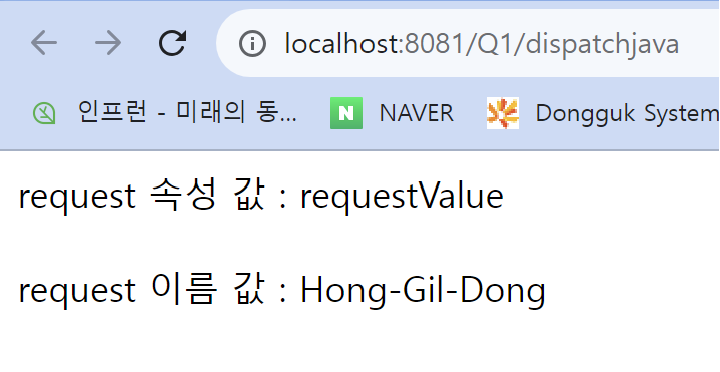 localhost:8081/Q1/dispatchjava
인프런 - 미래의 동... N NAVER Dongguk System
request 속성 값 : requestValue
request 이름 값 : Hong-Gil-Dong